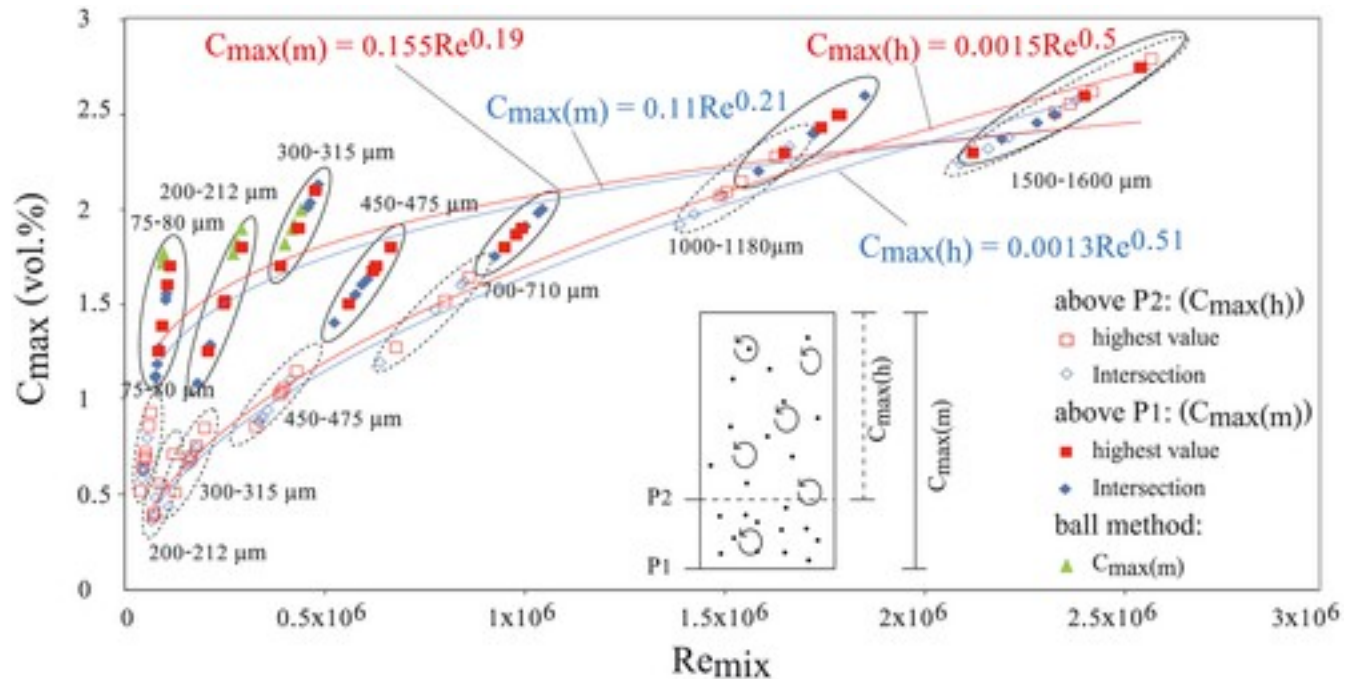 3
2.5
2
1.5
1
0.5
0
Cmax (vol.%)
Cmax(m) = 0.155Re0.19
Cmax(h) = 0.0015Re0.5
Cmax(m) = 0.11Re0.21
300-315 µm
200-212 µm
75-80 µm
450-475 µm
1500-1600 µm
1000-1180µm
Cmax(h) = 0.0013Re0.51
700-710 µm
75-80 µm
450-475 µm
300-315 µm
200-212 µm
P2
P1
Cmax(h)
Cmax(m)
above P2: (Cmax(h))
highest value
Intersection
above P1: (Cmax(m))
highest value
Intersection
ball method:
Cmax(m)
0
0.5x10⁶
1x10⁶
1.5x10⁶
2x10⁶
2.5x10⁶
3x10⁶
Remix